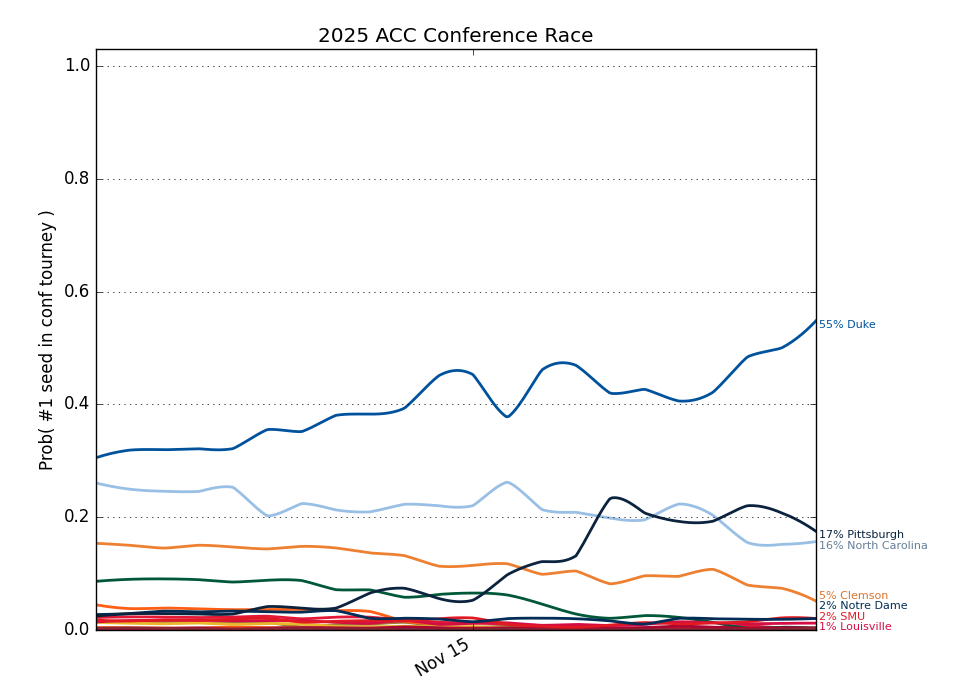 2025 ACC Conference Race
Prob( #1 seed in conf tourney )
1.0
0.8
0.6
0.4
0.2
0.0
Nov 15
55% Duke
17% Pittsburgh
16% North Carolina
5% Clemson
2% Notre Dame
2% SMU
1% Louisville